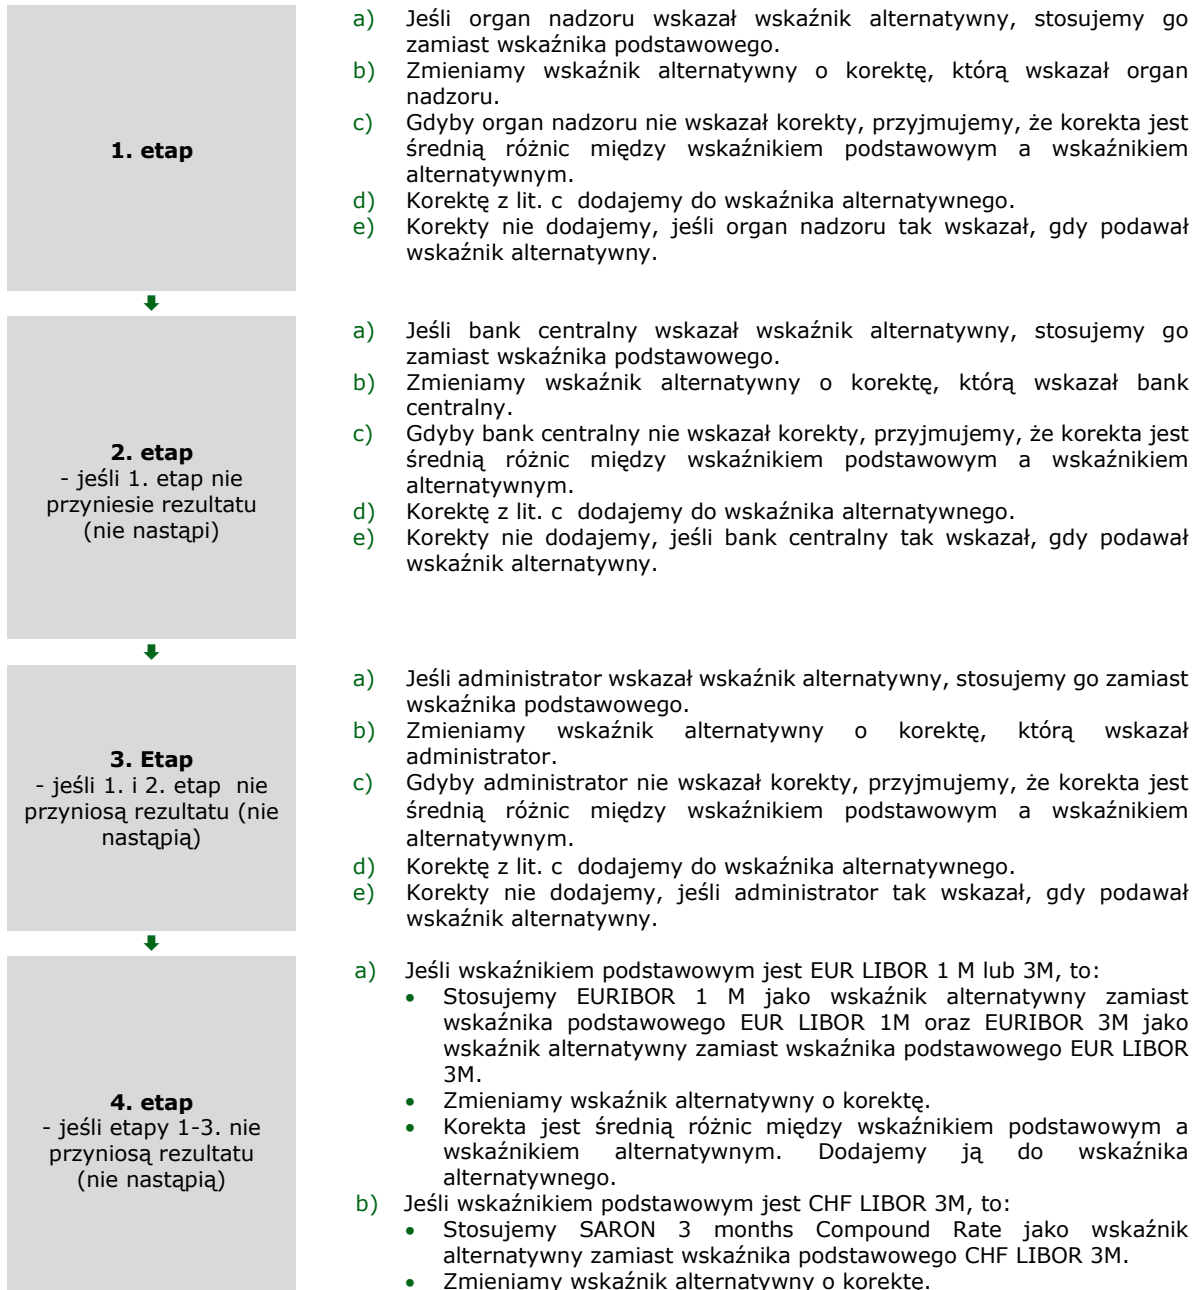 1. etap
a) Jeśli organ nadzoru wskazał wskaźnik alternatywny, stosujemy go
zamiast wskaźnika podstawowego.
b) Zmieniamy wskaźnik alternatywny o korektę, którą wskazał organ
nadzoru.
c) Gdyby organ nadzoru nie wskazał korekty, przyjmujemy, że korekta jest
średnią różnic między wskaźnikiem podstawowym a wskaźnikiem
alternatywnym.
d) Korektę z lit. c dodajemy do wskaźnika alternatywnego.
e) Korekty nie dodajemy, jeśli organ nadzoru tak wskazał, gdy podawał
wskaźnik alternatywny.
2. etap
- jeśli 1. etap nie
przyniesie rezultatu
(nie nastąpi)
a) Jeśli bank centralny wskazał wskaźnik alternatywny, stosujemy go
zamiast wskaźnika podstawowego.
b) Zmieniamy wskaźnik alternatywny o korektę, którą wskazał bank
centralny.
c) Gdyby bank centralny nie wskazał korekty, przyjmujemy, że korekta jest
średnią różnic między wskaźnikiem podstawowym a wskaźnikiem
alternatywnym.
d) Korektę z lit. c dodajemy do wskaźnika alternatywnego.
e) Korekty nie dodajemy, jeśli bank centralny tak wskazał, gdy podawał
wskaźnik alternatywny.
3. Etap
- jeśli 1. i 2. etap nie
przyniosą rezultatu (nie
nastąpią)
a) Jeśli administrator wskazał wskaźnik alternatywny, stosujemy go zamiast
wskaźnika podstawowego.
b) Zmieniamy wskaźnik alternatywny o korektę, którą wskazał
administrator.
c) Gdyby administrator nie wskazał korekty, przyjmujemy, że korekta jest
średnią różnic między wskaźnikiem podstawowym a wskaźnikiem
alternatywnym.
d) Korektę z lit. c dodajemy do wskaźnika alternatywnego.
e) Korekty nie dodajemy, jeśli administrator tak wskazał, gdy podawał
wskaźnik alternatywny.
4. etap
- jeśli etapy 1-3. nie
przyniosą rezultatu
(nie nastąpią)
a) Jeśli wskaźnikiem podstawowym jest EUR LIBOR 1 M lub 3M, to:
• Stosujemy EURIBOR 1 M jako wskaźnik alternatywny zamiast
wskaźnika podstawowego EUR LIBOR 1M oraz EURIBOR 3M jako
wskaźnik alternatywny zamiast wskaźnika podstawowego EUR LIBOR
3M.
• Zmieniamy wskaźnik alternatywny o korektę.
• Korekta jest średnią różnic między wskaźnikiem podstawowym a
wskaźnikiem alternatywnym. Dodajemy ją do wskaźnika
alternatywnego.
b) Jeśli wskaźnikiem podstawowym jest CHF LIBOR 3M, to:
• Stosujemy SARON 3 months Compound Rate jako wskaźnik
alternatywny zamiast wskaźnika podstawowego CHF LIBOR 3M.
• Zmieniamy wskaźnik alternatywny o korektę.